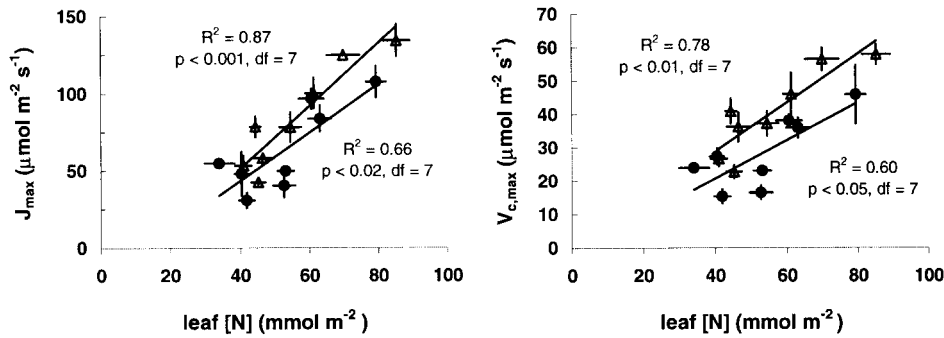 150
100
50
0
J max (μmol m⁻² s⁻¹)
R² = 0.87
p < 0.001, df = 7
R² = 0.66
p < 0.02, df = 7
0 20 40 60 80 100
leaf [N] (mmol m⁻²)
70
60
50
40
30
20
10
0
V c,max (μmol m⁻² s⁻¹)
R² = 0.78
p < 0.01, df = 7
R² = 0.60
p < 0.05, df = 7
0 20 40 60 80 100
leaf [N] (mmol m⁻²)